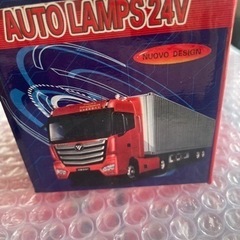 AUTO LAMPS 24V
NUOVO DESIGN